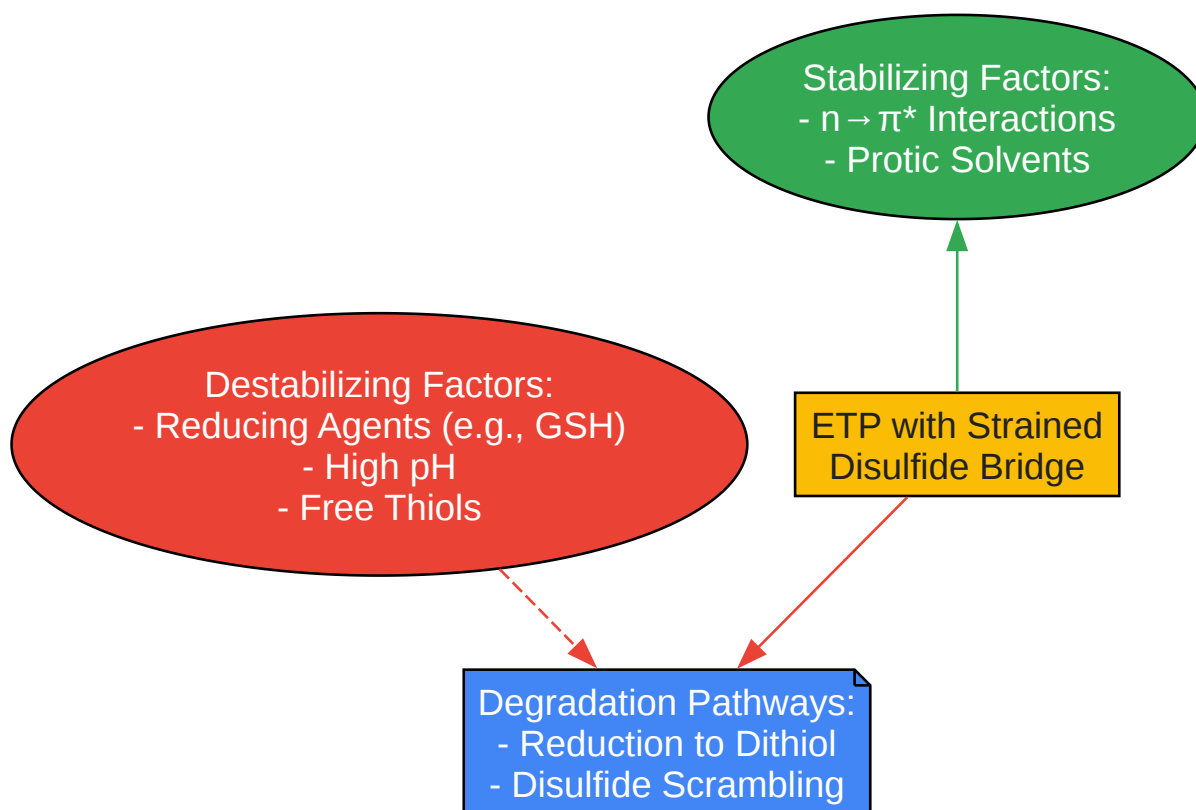 Stabilizing Factors:
- n→π* Interactions
- Protic Solvents
Destabilizing Factors:
- Reducing Agents (e.g., GSH)
- High pH
- Free Thiols
ETP with Strained
Disulfide Bridge
Degradation Pathways:
- Reduction to Dithiol
- Disulfide Scrambling